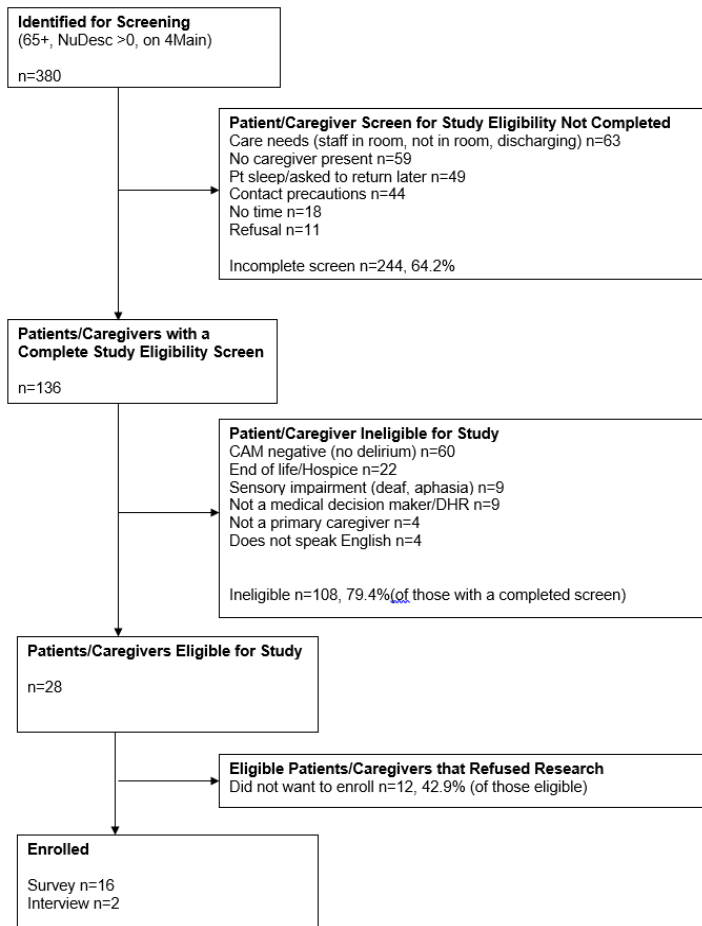 Identified for Screening
(65+, NuDesc >0, on 4Main)
n=380
Patient/Caregiver Screen for Study Eligibility Not Completed
Care needs (staff in room, not in room, discharging) n=63
No caregiver present n=59
Pt sleep/asked to return later n=49
Contact precautions n=44
No time n=18
Refusal n=11
Incomplete screen n=244, 64.2%
Patients/Caregivers with a
Complete Study Eligibility Screen
n=136
Patient/Caregiver Ineligible for Study
CAM negative (no delirium) n=60
End of life/Hospice n=22
Sensory impairment (deaf, aphasia) n=9
Not a medical decision maker/DHR n=9
Not a primary caregiver n=4
Does not speak English n=4
Ineligible n=108, 79.4%(of those with a completed screen)
Patients/Caregivers Eligible for Study
n=28
Eligible Patients/Caregivers that Refused Research
Did not want to enroll n=12, 42.9% (of those eligible)
Enrolled
Survey n=16
Interview n=2